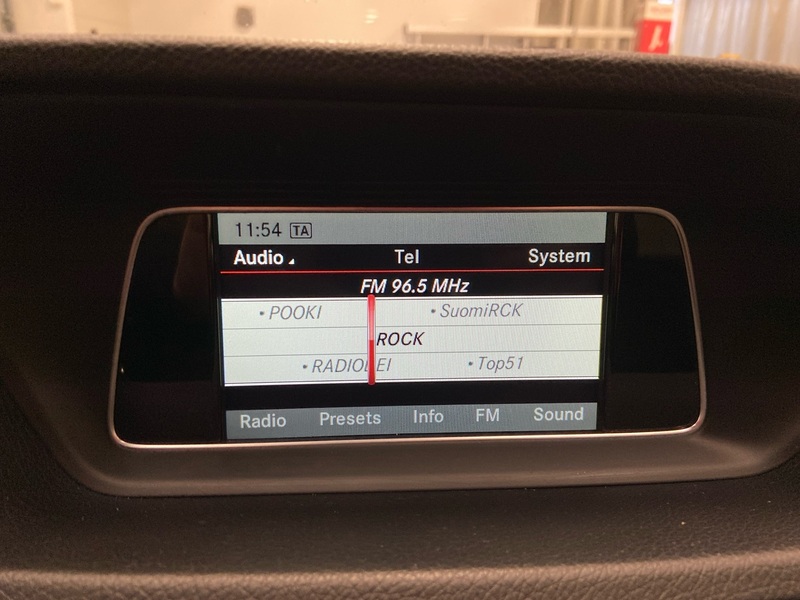 11:54 TA
Audio Tel System
FM 96.5 MHz
• POOKI • SuomiRCK
ROCK
• Top51
Radio Presets Info FM Sound